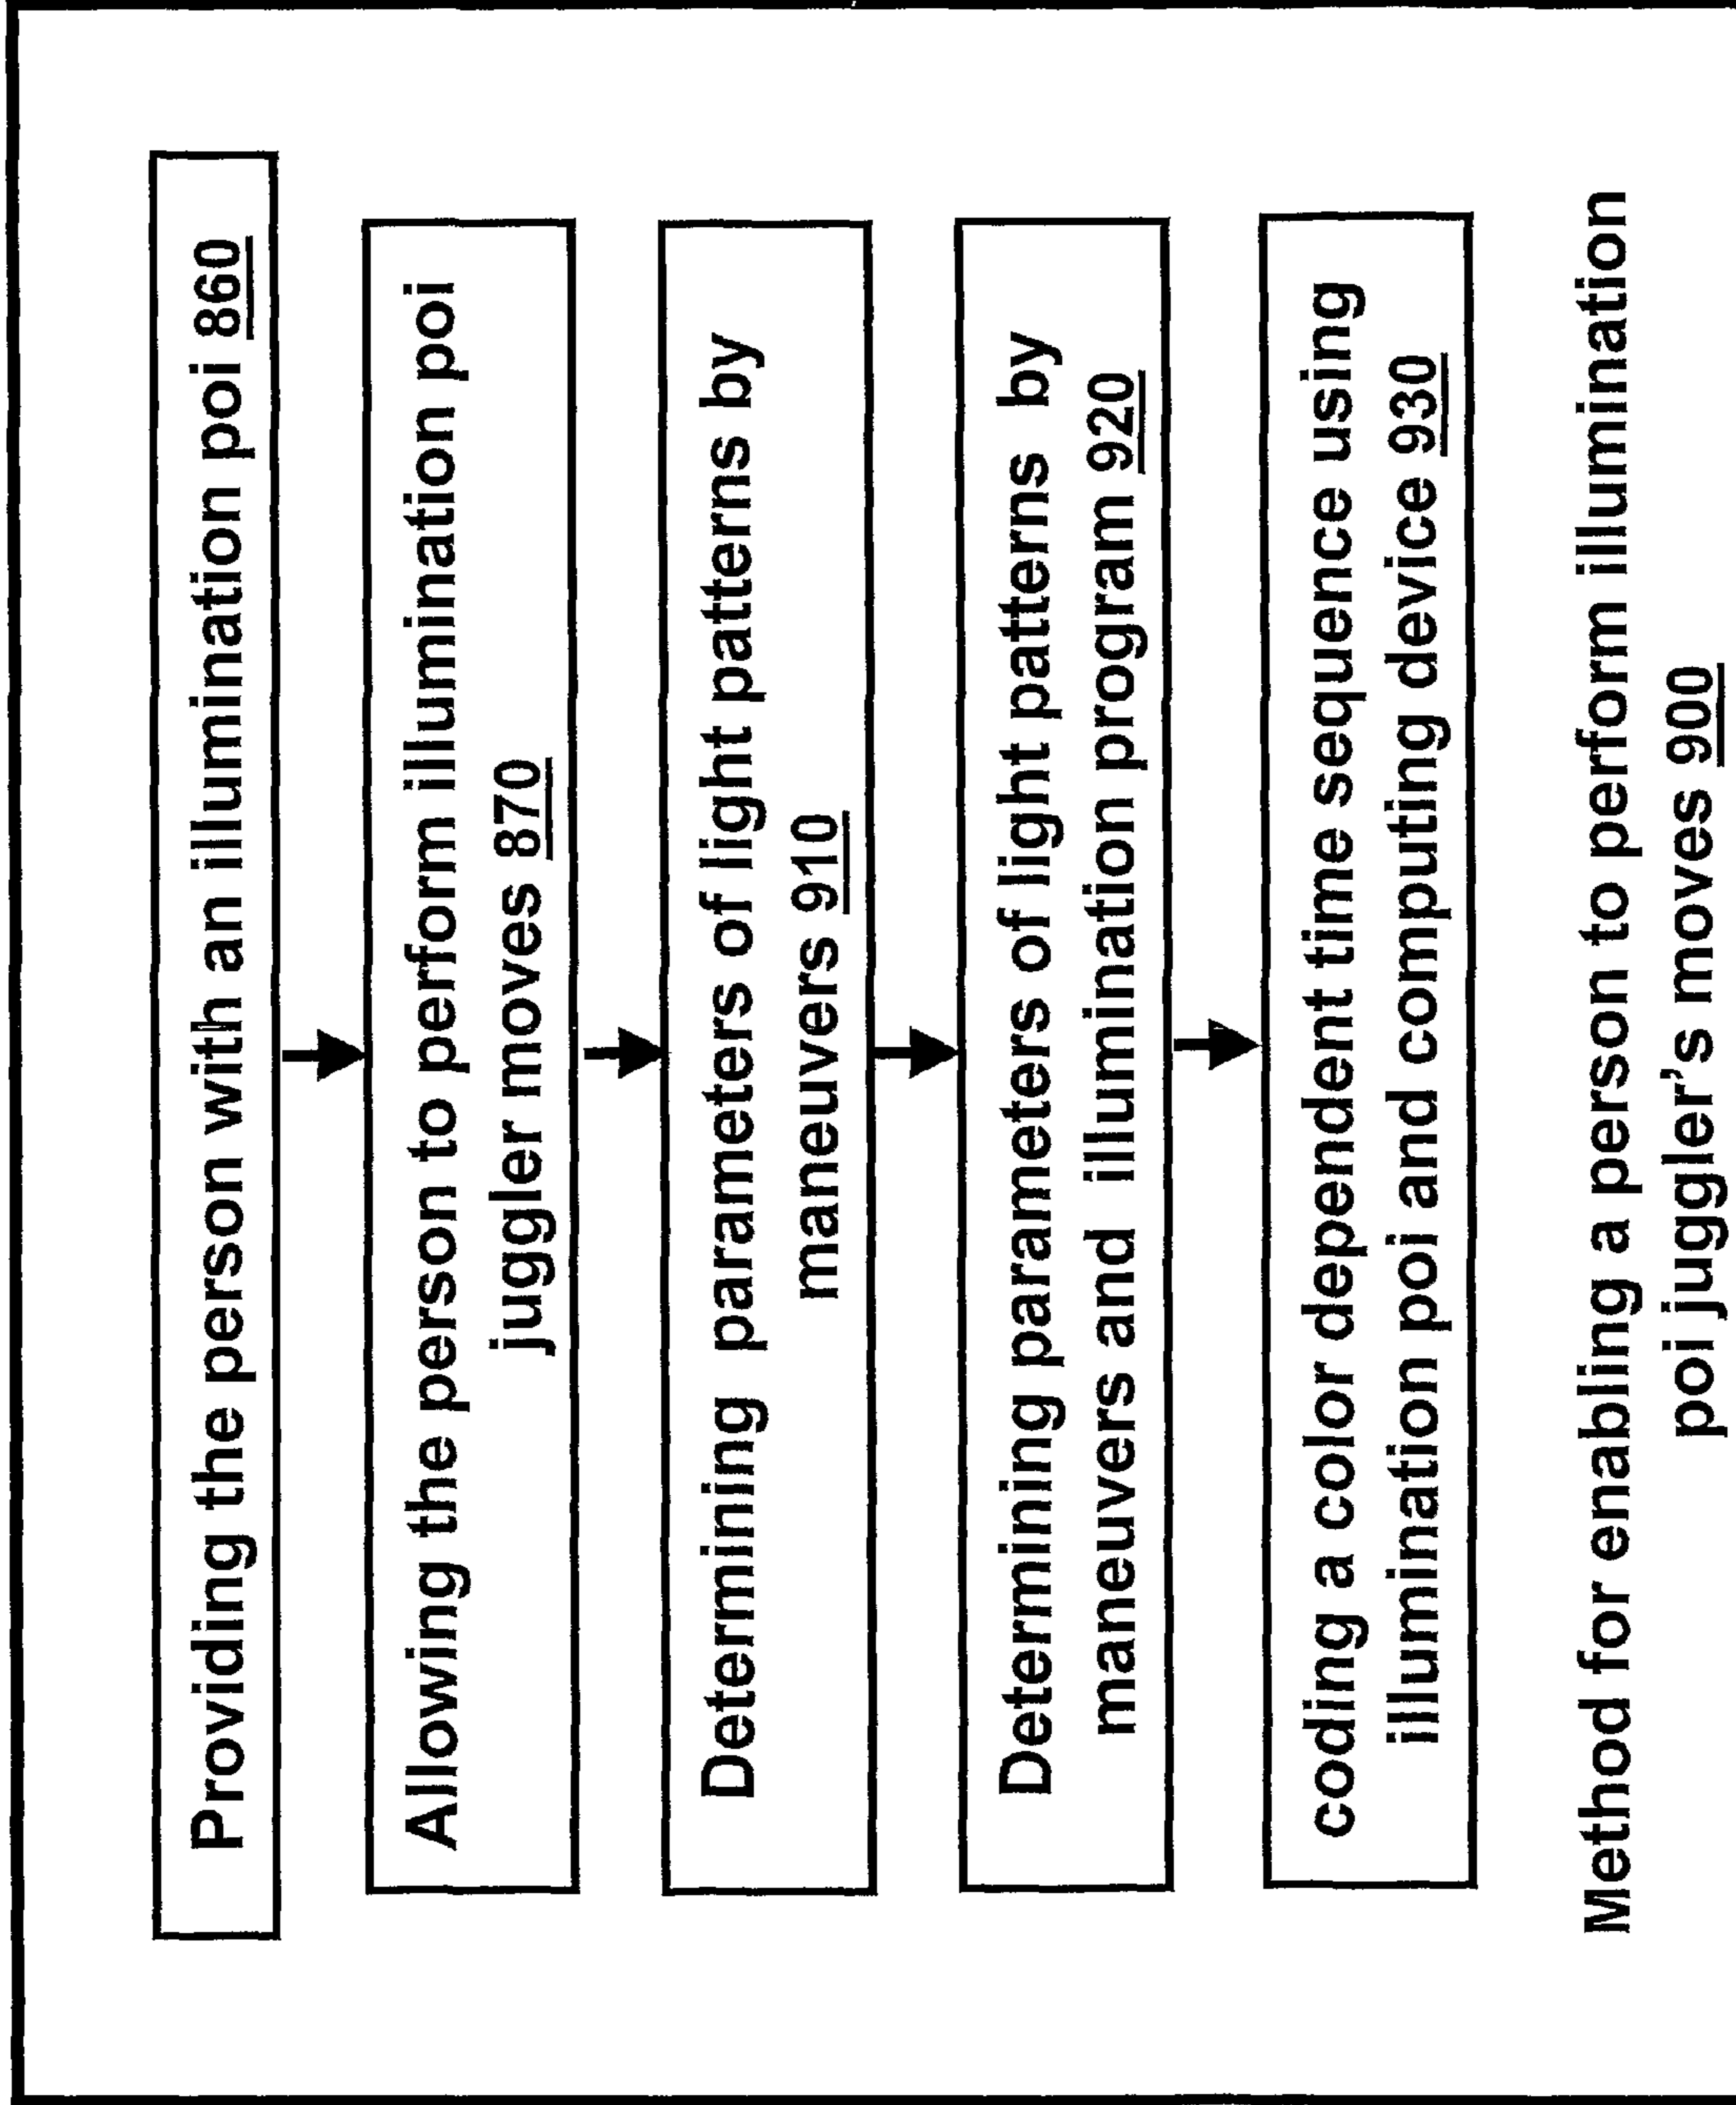 Providing the person with an illumination poi 860
Allowing the person to perform illumination poi
juggler moves 870
Determining parameters of light patterns by
maneuvers 910
Determining parameters of light patterns by
maneuvers and illumination program 920
coding a color dependent time sequence using
illumination poi and computing device 930
Method for enabling a person to perform illumination
poi juggler's moves 900